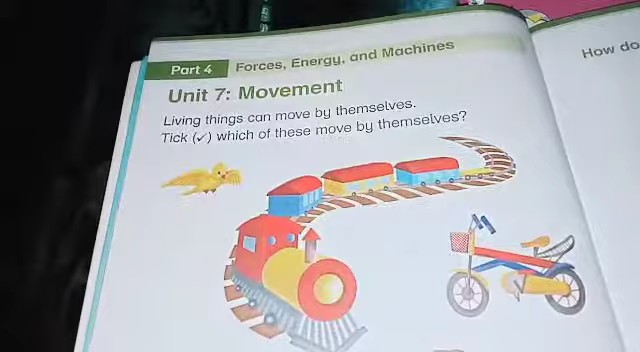 Part 4 Forces, Energy, and Machines
How do
Unit 7: Movement
Living things can move by themselves.
Tick (✓) which of these move by themselves?